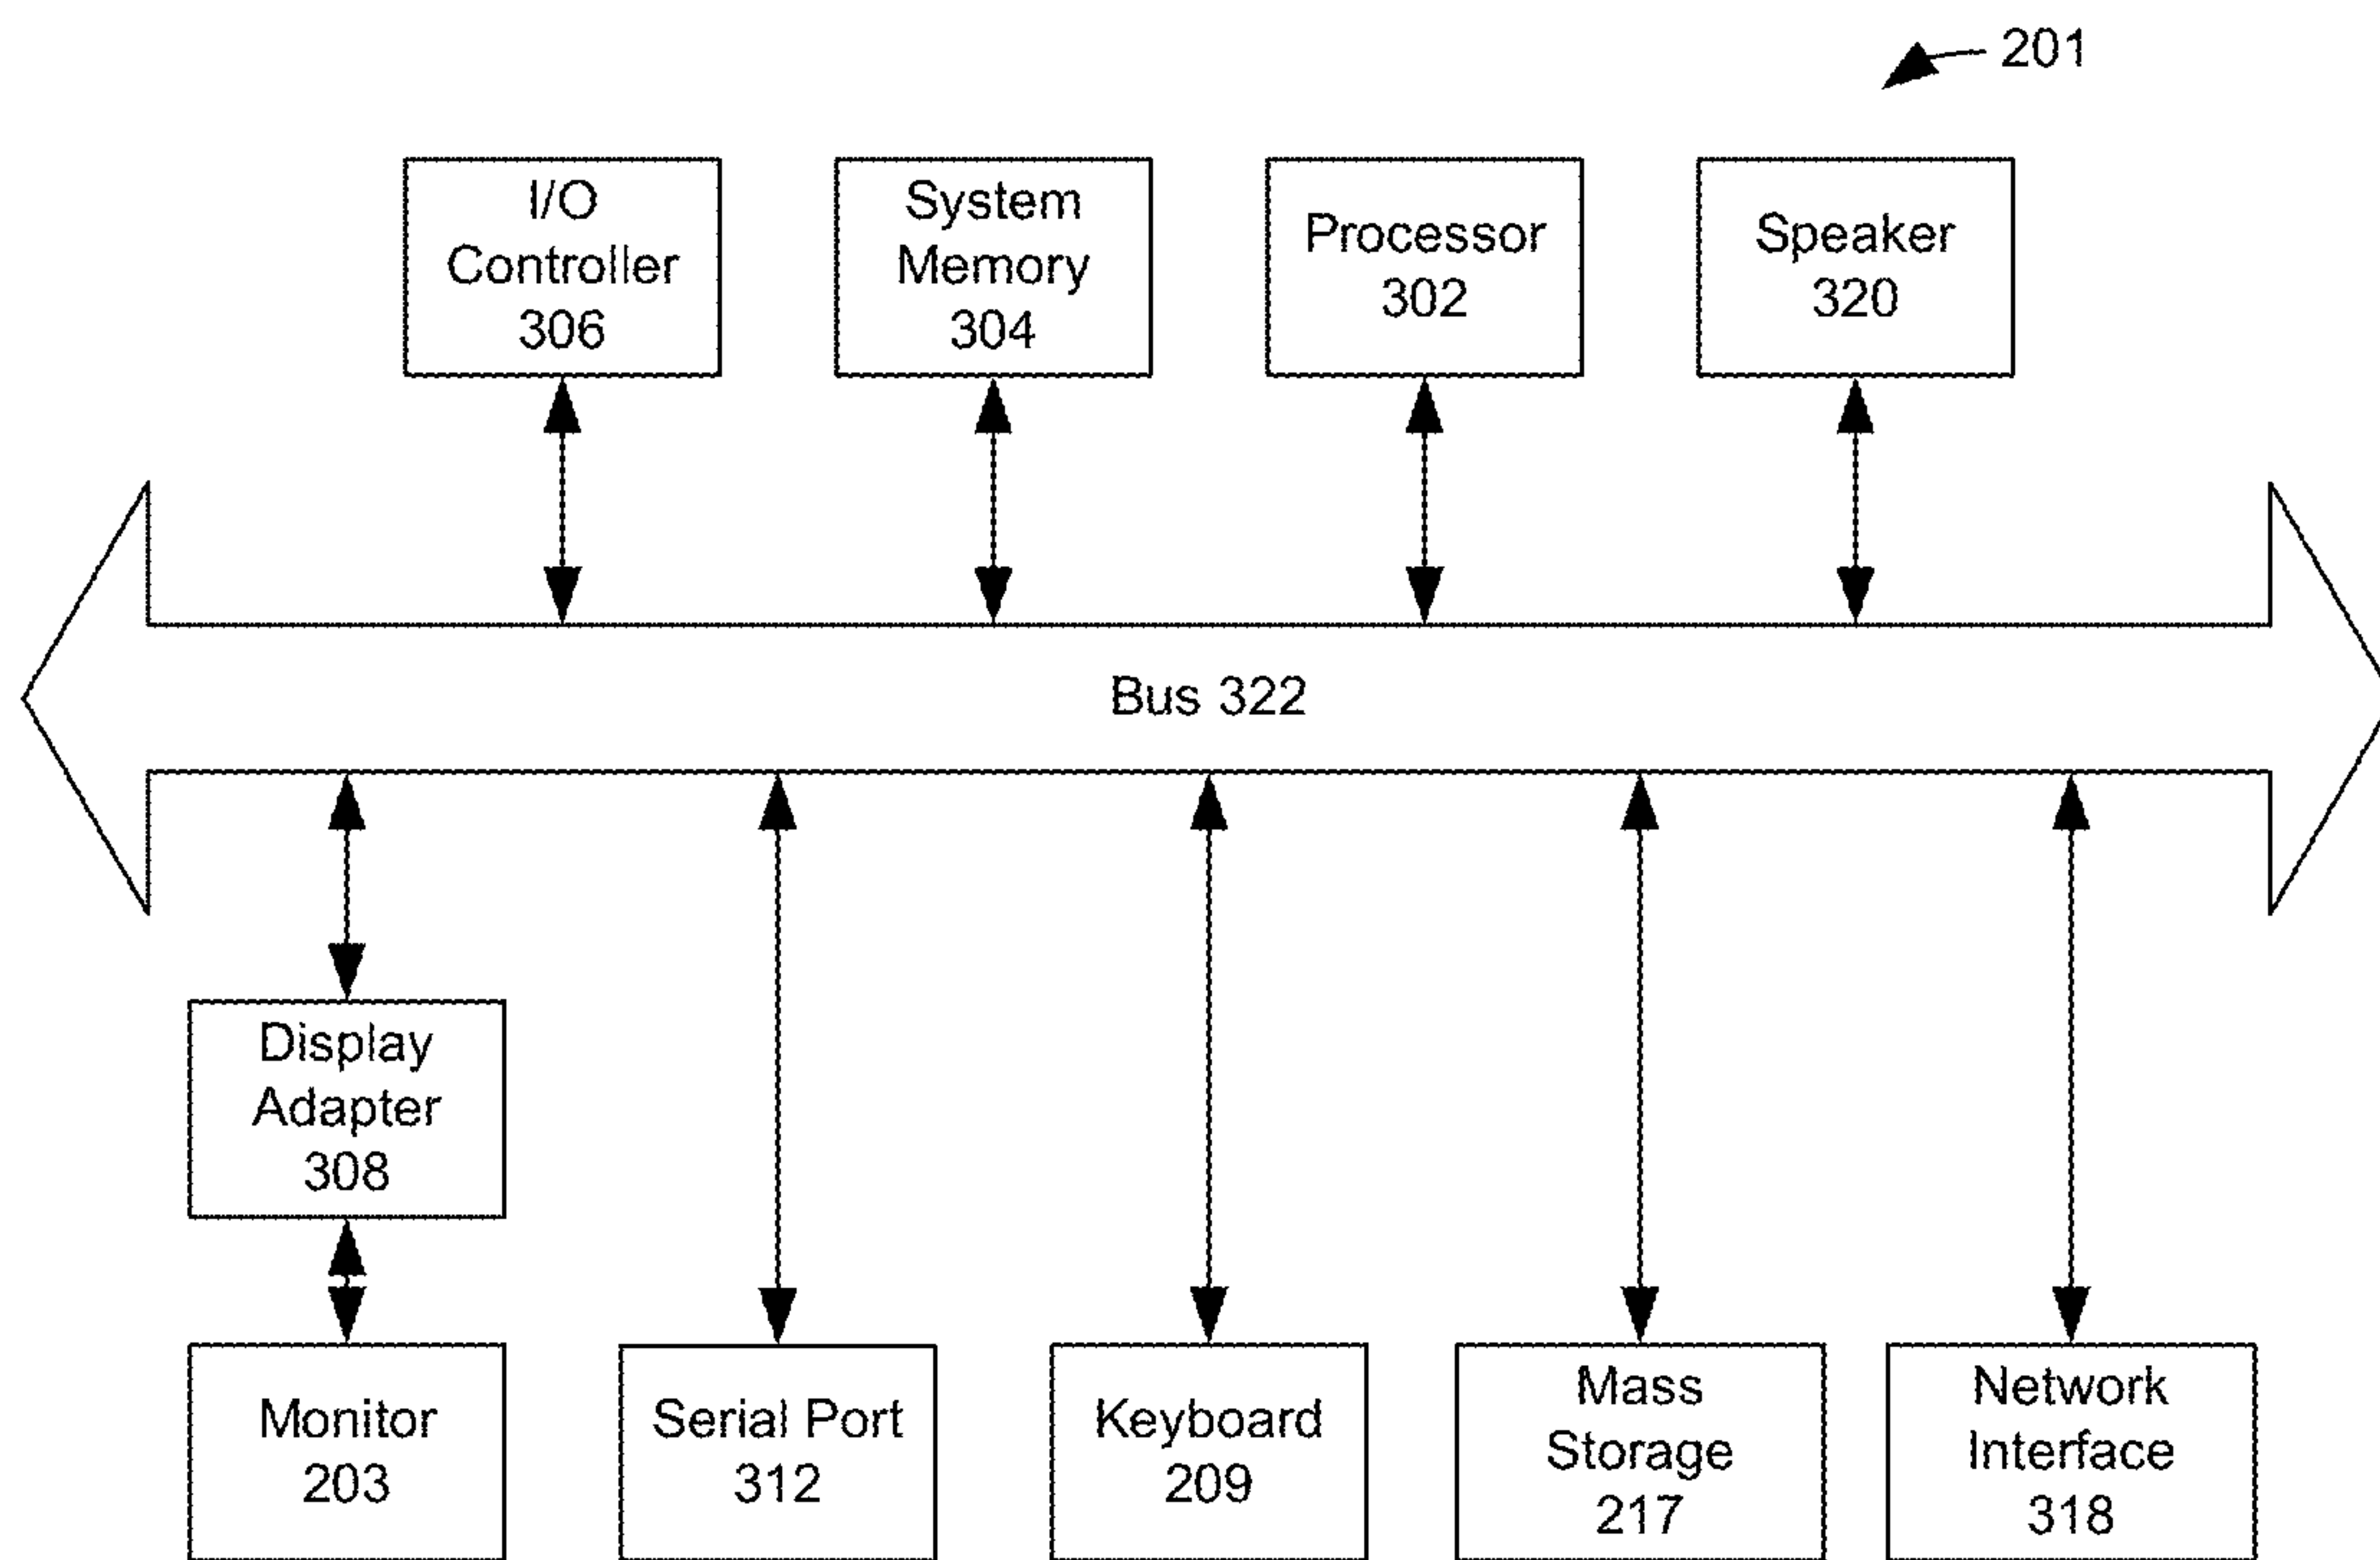 201
I/O
Controller
306
System
Memory
304
Processor
302
Speaker
320
Bus 322
Display
Adapter
308
Monitor
203
Serial Port
312
Keyboard
209
Mass
Storage
217
Network
Interface
318